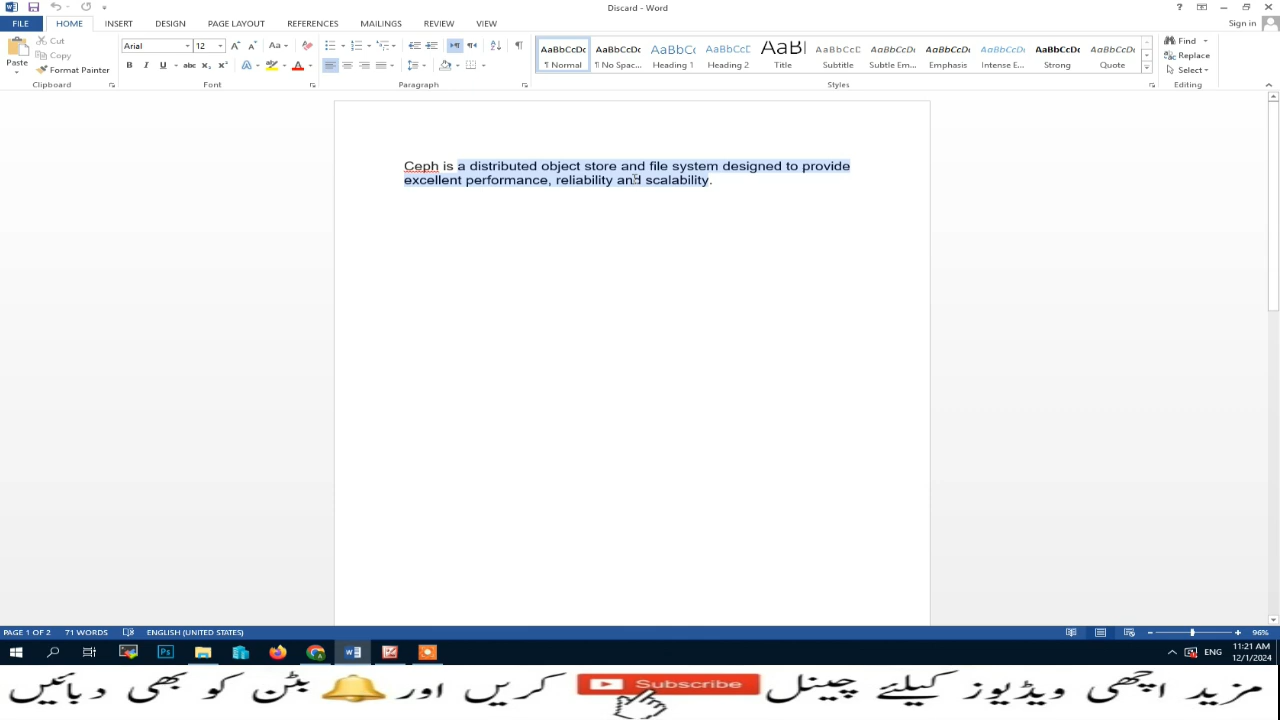 Discard - Word
Sign in
FILE HOME INSERT DESIGN PAGE LAYOUT REFERENCES MAILINGS REVIEW VIEW
Paste
Cut
Copy
Format Painter
Clipboard
Arial 12
Font
Paragraph
AaBbCcDc AaBbCcDc AaBbCc AaBbCcD AaBl AaBbCcD AaBbCcDc AaBbCcDc AaBbCcDc AaBbCcDc AaBbCcDc
¶ Normal ¶ No Spac... Heading 1 Heading 2 Title Subtitle Subtle Em... Emphasis Intense E... Strong Quote
Styles
Find
Replace
Select
Editing
Ceph is a distributed object store and file system designed to provide
excellent performance, reliability and scalability.
PAGE 1 OF 2 71 WORDS ENGLISH (UNITED STATES) 96%
ENG
11:21 AM
12/1/2024
مزید اچھی ویڈیوز کیلئے چینل Subscribe کریں اور بٹن کو بھی دبائیں